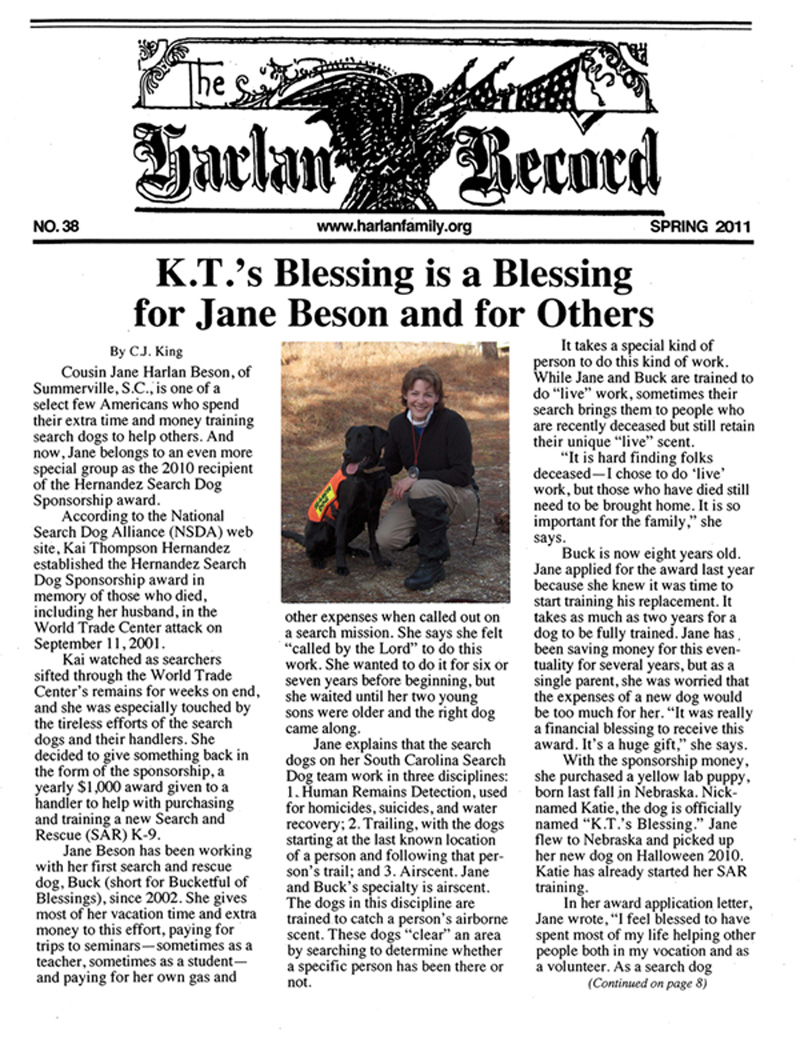 The
Harlan Record
NO. 38 www.harlanfamily.org SPRING 2011
K.T.'s Blessing is a Blessing
for Jane Beson and for Others
By C.J. King
Cousin Jane Harlan Beson, of
Summerville, S.C., is one of a
select few Americans who spend
their extra time and money training
search dogs to help others. And
now, Jane belongs to an even more
special group as the 2010 recipient
of the Hernandez Search Dog
Sponsorship award.
According to the National
Search Dog Alliance (NSDA) web
site, Kai Thompson Hernandez
established the Hernandez Search
Dog Sponsorship award in
memory of those who died,
including her husband, in the
World Trade Center attack on
September 11, 2001.
Kai watched as searchers
sifted through the World Trade
Center's remains for weeks on end,
and she was especially touched by
the tireless efforts of the search
dogs and their handlers. She
decided to give something back in
the form of the sponsorship, a
yearly $1,000 award given to a
handler to help with purchasing
and training a new Search and
Rescue (SAR) K-9.
Jane Beson has been working
with her first search and rescue
dog, Buck (short for Bucketful of
Blessings), since 2002. She gives
most of her vacation time and extra
money to this effort, paying for
trips to seminars—sometimes as a
teacher, sometimes as a student—
and paying for her own gas and
other expenses when called out on
a search mission. She says she felt
"called by the Lord" to do this
work. She wanted to do it for six or
seven years before beginning, but
she waited until her two young
sons were older and the right dog
came along.
Jane explains that the search
dogs on her South Carolina Search
Dog team work in three disciplines:
1. Human Remains Detection, used
for homicides, suicides, and water
recovery; 2. Trailing, with the dogs
starting at the last known location
of a person and following that per-
son's trail; and 3. Airscent. Jane
and Buck's specialty is airscent.
The dogs in this discipline are
trained to catch a person's airborne
scent. These dogs "clear" an area
by searching to determine whether
a specific person has been there or
not.
It takes a special kind of
person to do this kind of work.
While Jane and Buck are trained to
do "live" work, sometimes their
search brings them to people who
are recently deceased but still retain
their unique "live" scent.
"It is hard finding folks
deceased—I chose to do 'live'
work, but those who have died still
need to be brought home. It is so
important for the family," she
says.
Buck is now eight years old.
Jane applied for the award last year
because she knew it was time to
start training his replacement. It
takes as much as two years for a
dog to be fully trained. Jane has
been saving money for this even-
tuality for several years, but as a
single parent, she was worried that
the expenses of a new dog would
be too much for her. "It was really
a financial blessing to receive this
award. It's a huge gift," she says.
With the sponsorship money,
she purchased a yellow lab puppy,
born last fall in Nebraska. Nick-
named Katie, the dog is officially
named "K.T.'s Blessing." Jane
flew to Nebraska and picked up
her new dog on Halloween 2010.
Katie has already started her SAR
training.
In her award application letter,
Jane wrote, "I feel blessed to have
spent most of my life helping other
people both in my vocation and as
a volunteer. As a search dog
(Continued on page 8)